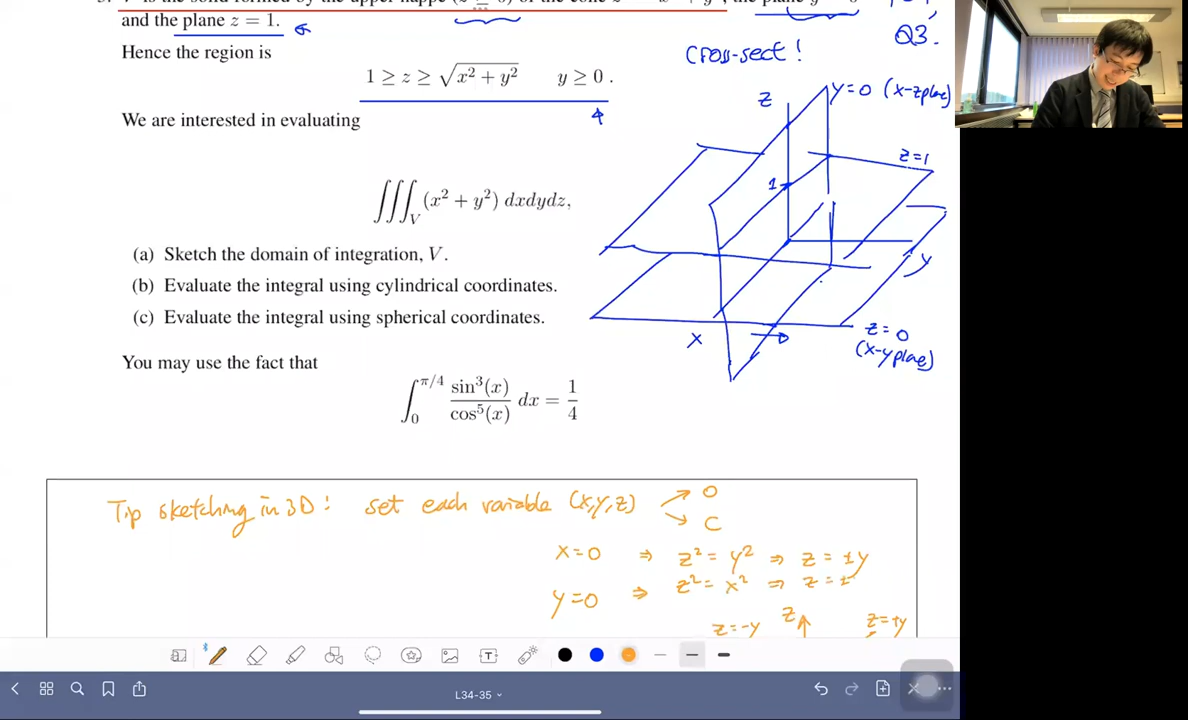 and the plane z = 1.
Hence the region is
1 ≥ z ≥ √(x² + y²) y ≥ 0 .
We are interested in evaluating
∭_V (x² + y²) dxdydz,
(a) Sketch the domain of integration, V.
(b) Evaluate the integral using cylindrical coordinates.
(c) Evaluate the integral using spherical coordinates.
You may use the fact that
∫₀^{π/4} sin³(x)/cos⁵(x) dx = 1/4
Q3.
Cross-sect!
z
y=0 (x-z plane)
z=1
1
y
x
z=0
(x-y plane)
Tip sketching in 3D: set each variable (x,y,z) → 0
→ C
x=0 ⇒ z² = y² ⇒ z = ±y
y=0 ⇒ z² = x² ⇒ z = ±
z=-y z z=+y
L34-35